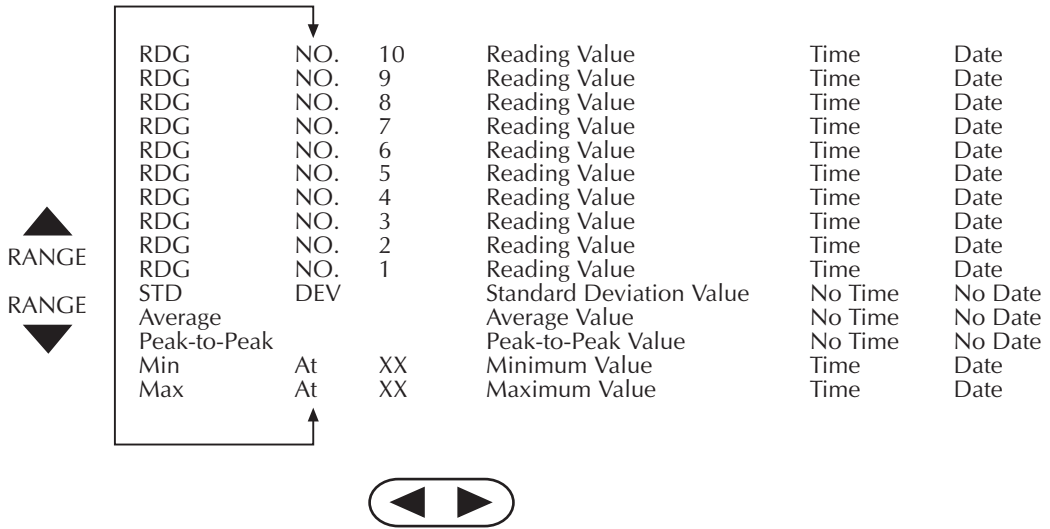 RDG NO. 10 Reading Value Time Date
RDG NO. 9 Reading Value Time Date
RDG NO. 8 Reading Value Time Date
RDG NO. 7 Reading Value Time Date
RDG NO. 6 Reading Value Time Date
RDG NO. 5 Reading Value Time Date
RDG NO. 4 Reading Value Time Date
RDG NO. 3 Reading Value Time Date
RDG NO. 2 Reading Value Time Date
RDG NO. 1 Reading Value Time Date
STD DEV Standard Deviation Value No Time No Date
Average Average Value No Time No Date
Peak-to-Peak Peak-to-Peak Value No Time No Date
Min At XX Minimum Value Time Date
Max At XX Maximum Value Time Date
RANGE
RANGE